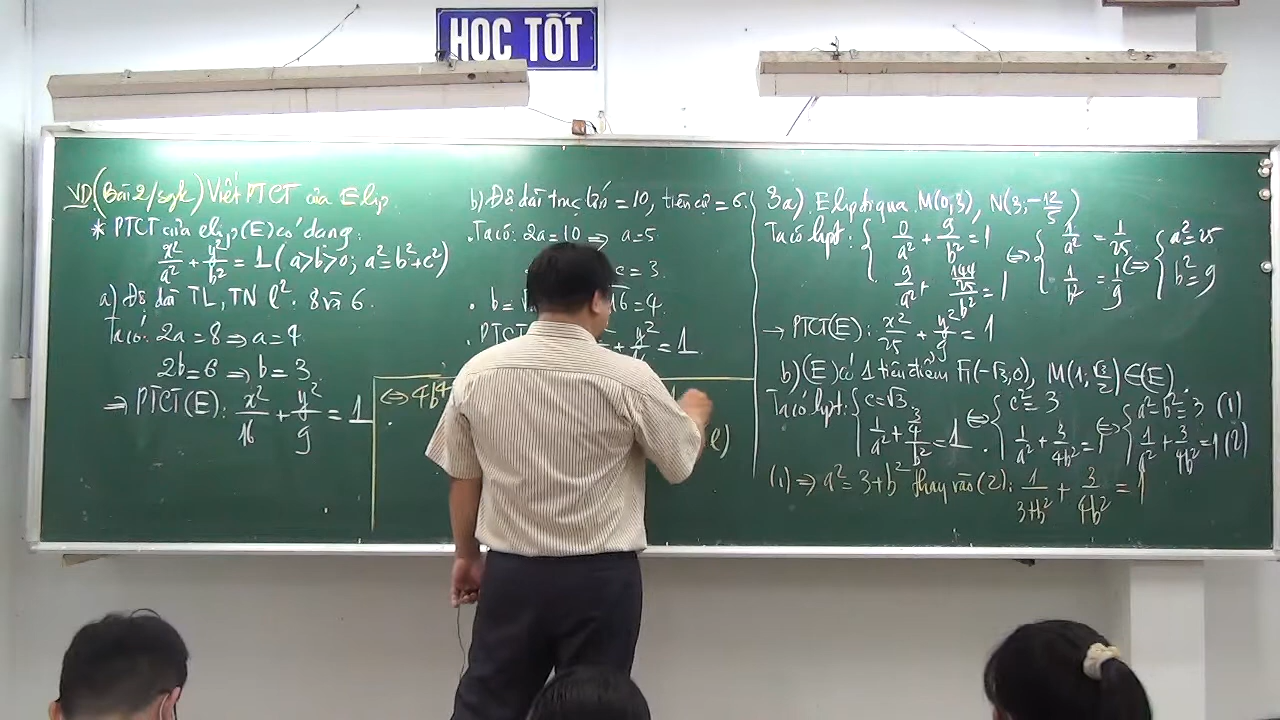 HỌC TỐT
VD (Bài 2/sgk) Viết PTCT của Elip.
* PTCT của elip (E) có dạng:
x²/a² + y²/b² = 1 (a>b>0; a²=b²+c²)
a) Độ dài TL, TN l². 8 và 6.
Ta có: 2a = 8 ⇒ a = 4
2b = 6 ⇒ b = 3
⇒ PTCT(E): x²/16 + y²/9 = 1
b) Độ dài trục lớn = 10, tiêu cự = 6.
. Ta có: 2a = 10 ⇒ a = 5
c = 3.
. b = 16 = 4.
. PTCT + y² = 1
⇔ 4b⁴
3a) Elip đi qua M(0;3), N(3; -12/5)
Ta có hpt: { 0/a² + 9/b² = 1 ⇔ { 1/a² = 1/25 ⇔ { a² = 25
9/a² + 144/25/b² = 1 1/b² = 1/9 b² = 9
→ PTCT(E): x²/25 + y²/9 = 1
b) (E) có 1 tiêu điểm F₁(-√3;0), M(1; √3/2) ∈ (E).
Ta có hpt: { c = √3 ⇔ { c² = 3 ⇔ { a² - b² = 3 (1)
1/a² + 3/4/b² = 1 1/a² + 3/4b² = 1 1/a² + 3/4b² = 1 (2)
(1) ⇒ a² = 3 + b² thay vào (2): 1/3+b² + 3/4b² = 1